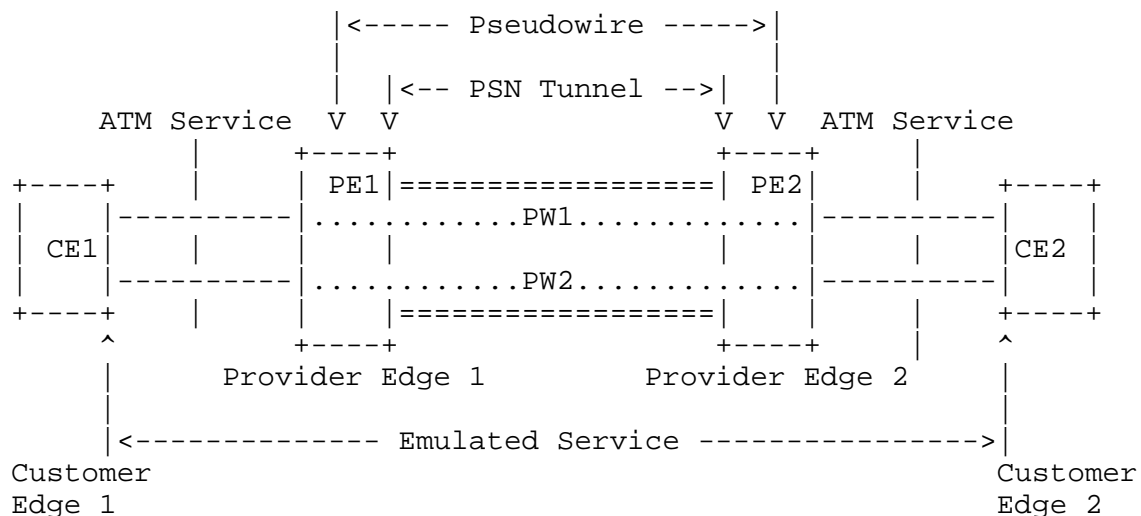 |<----- Pseudowire ----->|
|                        |
|  |<-- PSN Tunnel -->|  |
ATM Service  V  V                  V  V  ATM Service
|     +----+                  +----+     |
+----+    |     | PE1|==================| PE2|     |    +----+
|    |----------|............PW1.............|----------|    |
| CE1|    |     |    |                  |    |     |    |CE2 |
|    |----------|............PW2.............|----------|    |
+----+    |     |    |==================|    |     |    +----+
^          +----+                  +----+     |    ^
|      Provider Edge 1         Provider Edge 2     |
|                                                  |
|<-------------- Emulated Service ---------------->|
Customer                                           Customer
Edge 1                                             Edge 2